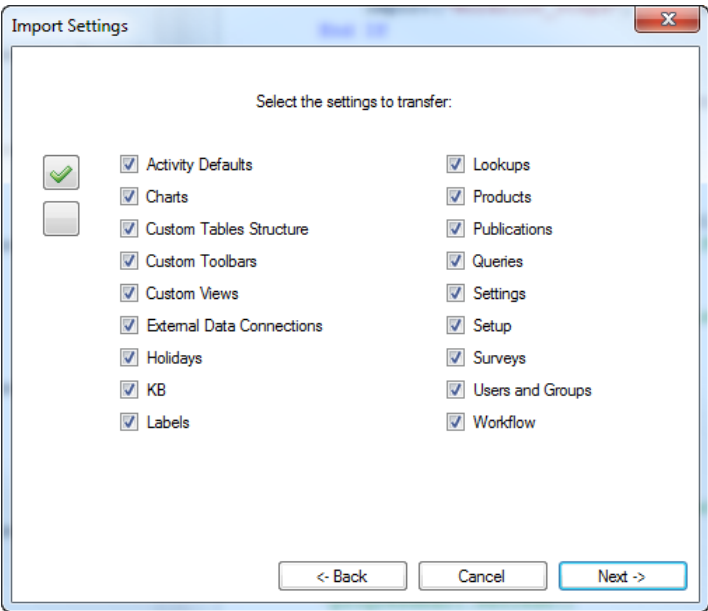 Import Settings
Select the settings to transfer:
Activity Defaults
Charts
Custom Tables Structure
Custom Toolbars
Custom Views
External Data Connections
Holidays
KB
Labels
Lookups
Products
Publications
Queries
Settings
Setup
Surveys
Users and Groups
Workflow
<- Back
Cancel
Next ->